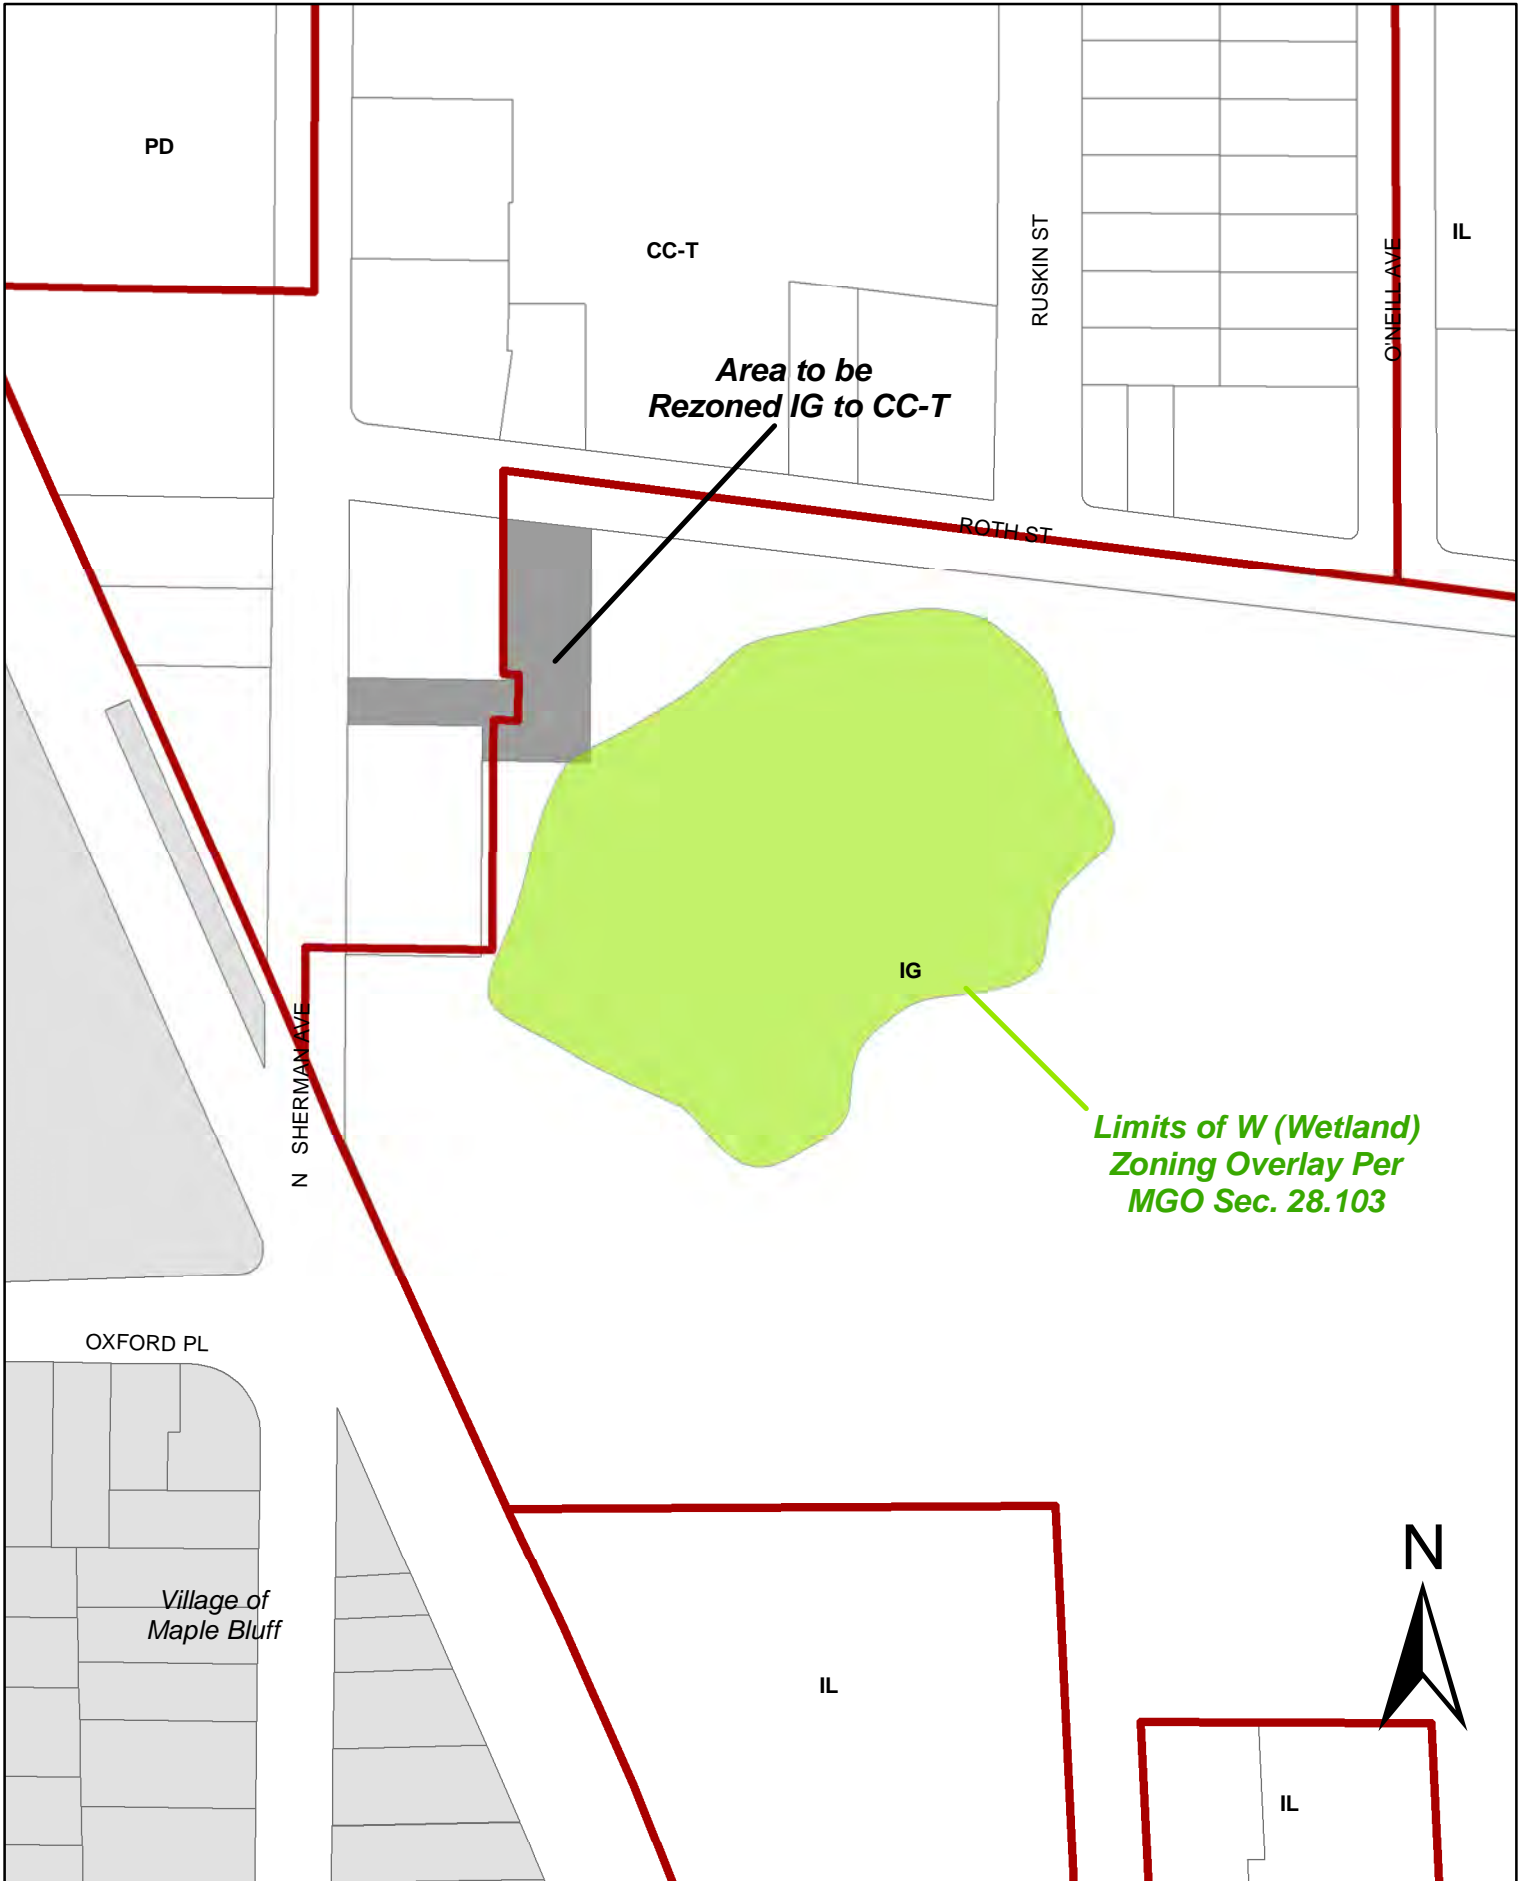 PD
CC-T
RUSKIN ST
O'NEILL AVE
IL
Area to be
Rezoned IG to CC-T
ROTH ST
IG
N SHERMAN AVE
Limits of W (Wetland)
Zoning Overlay Per
MGO Sec. 28.103
OXFORD PL
N
Village of
Maple Bluff
IL
IL